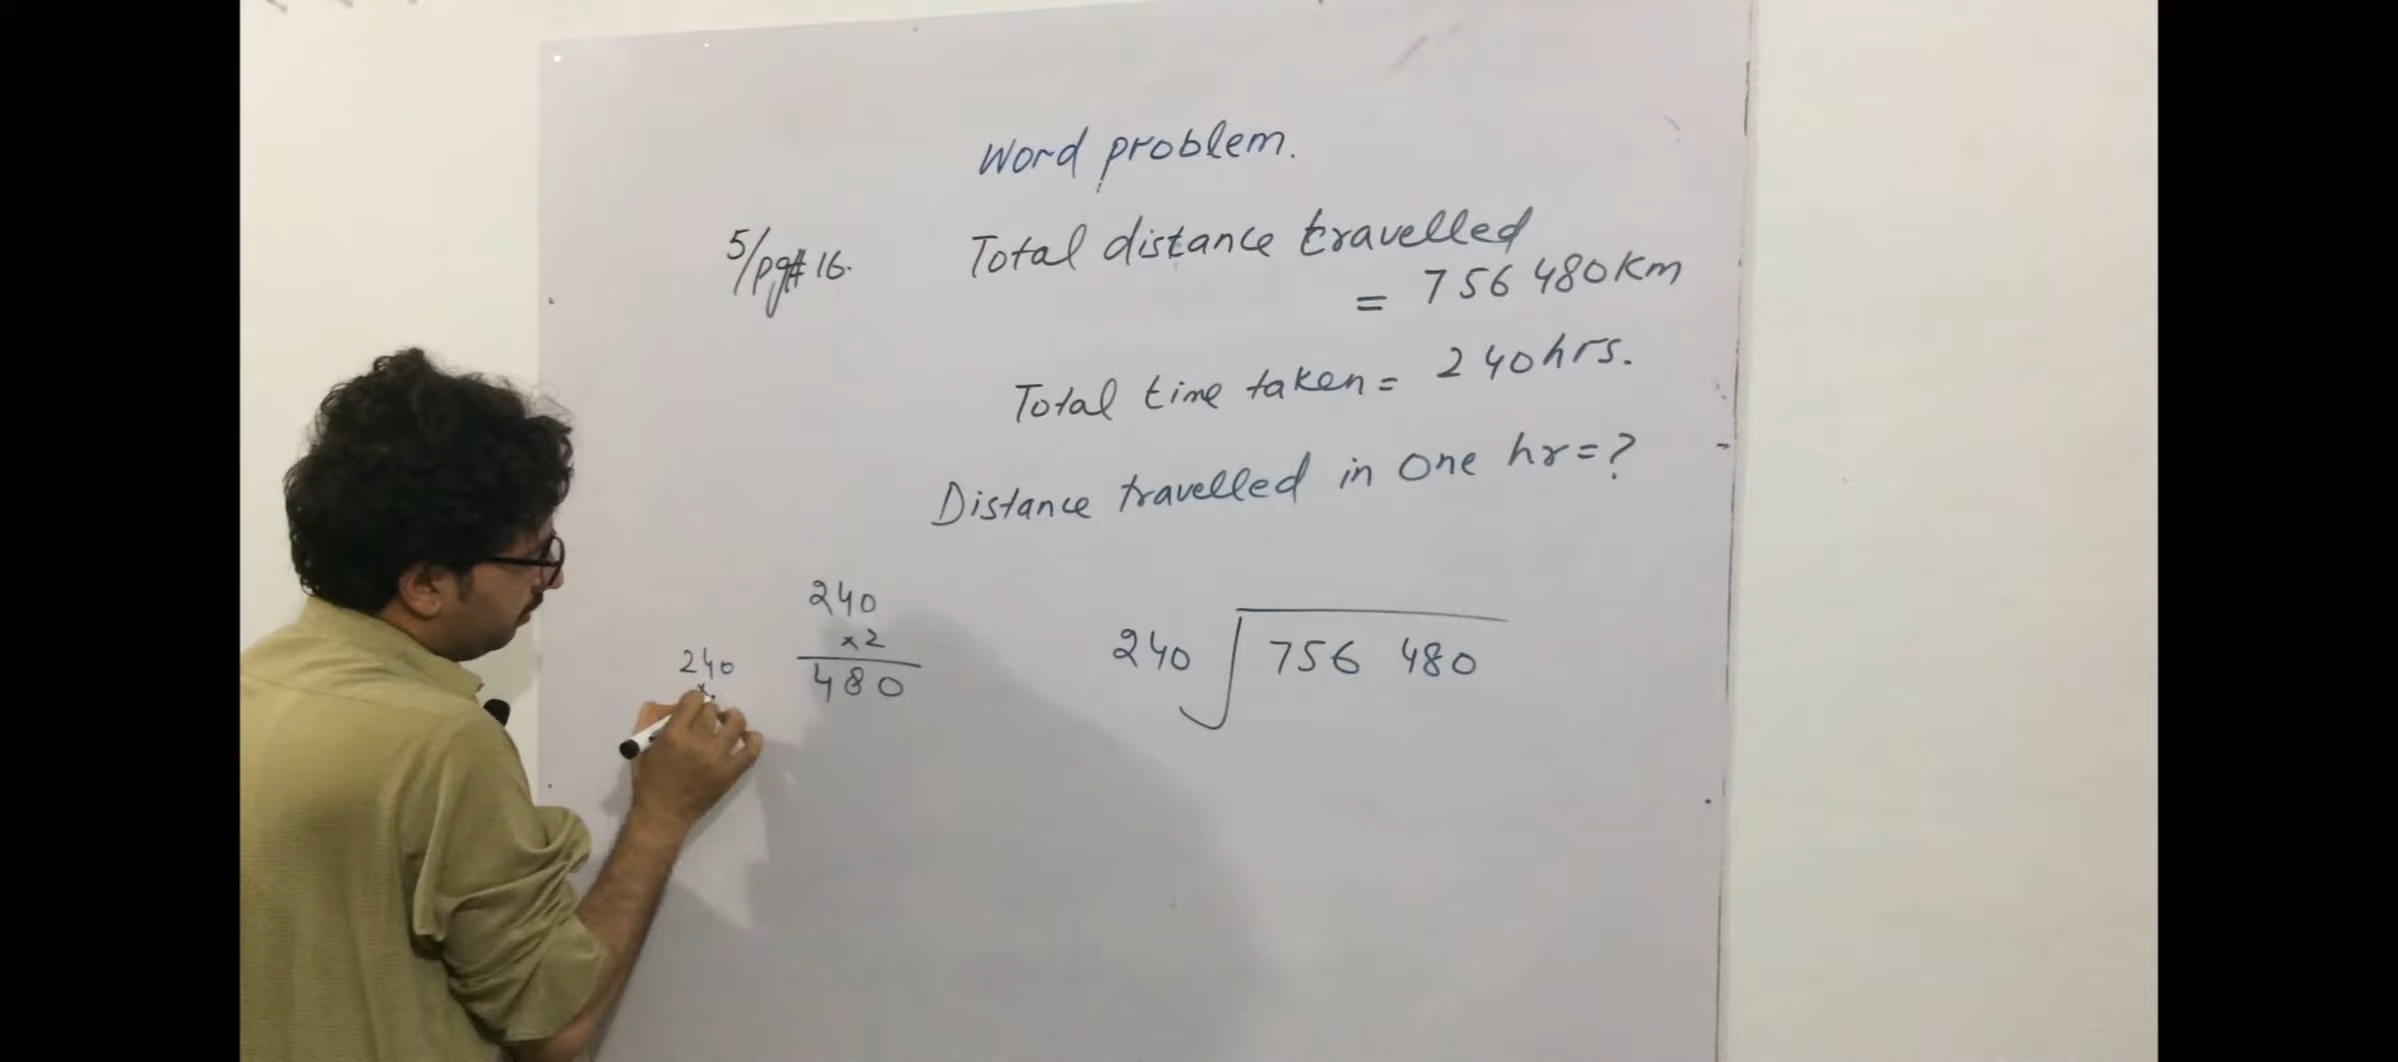 Word problem.
5/pg# 16.
Total distance travelled
= 756 480 Km
Total time taken = 240 hrs.
Distance travelled in one hr = ?
240
×2
480
240
×
240 756 480